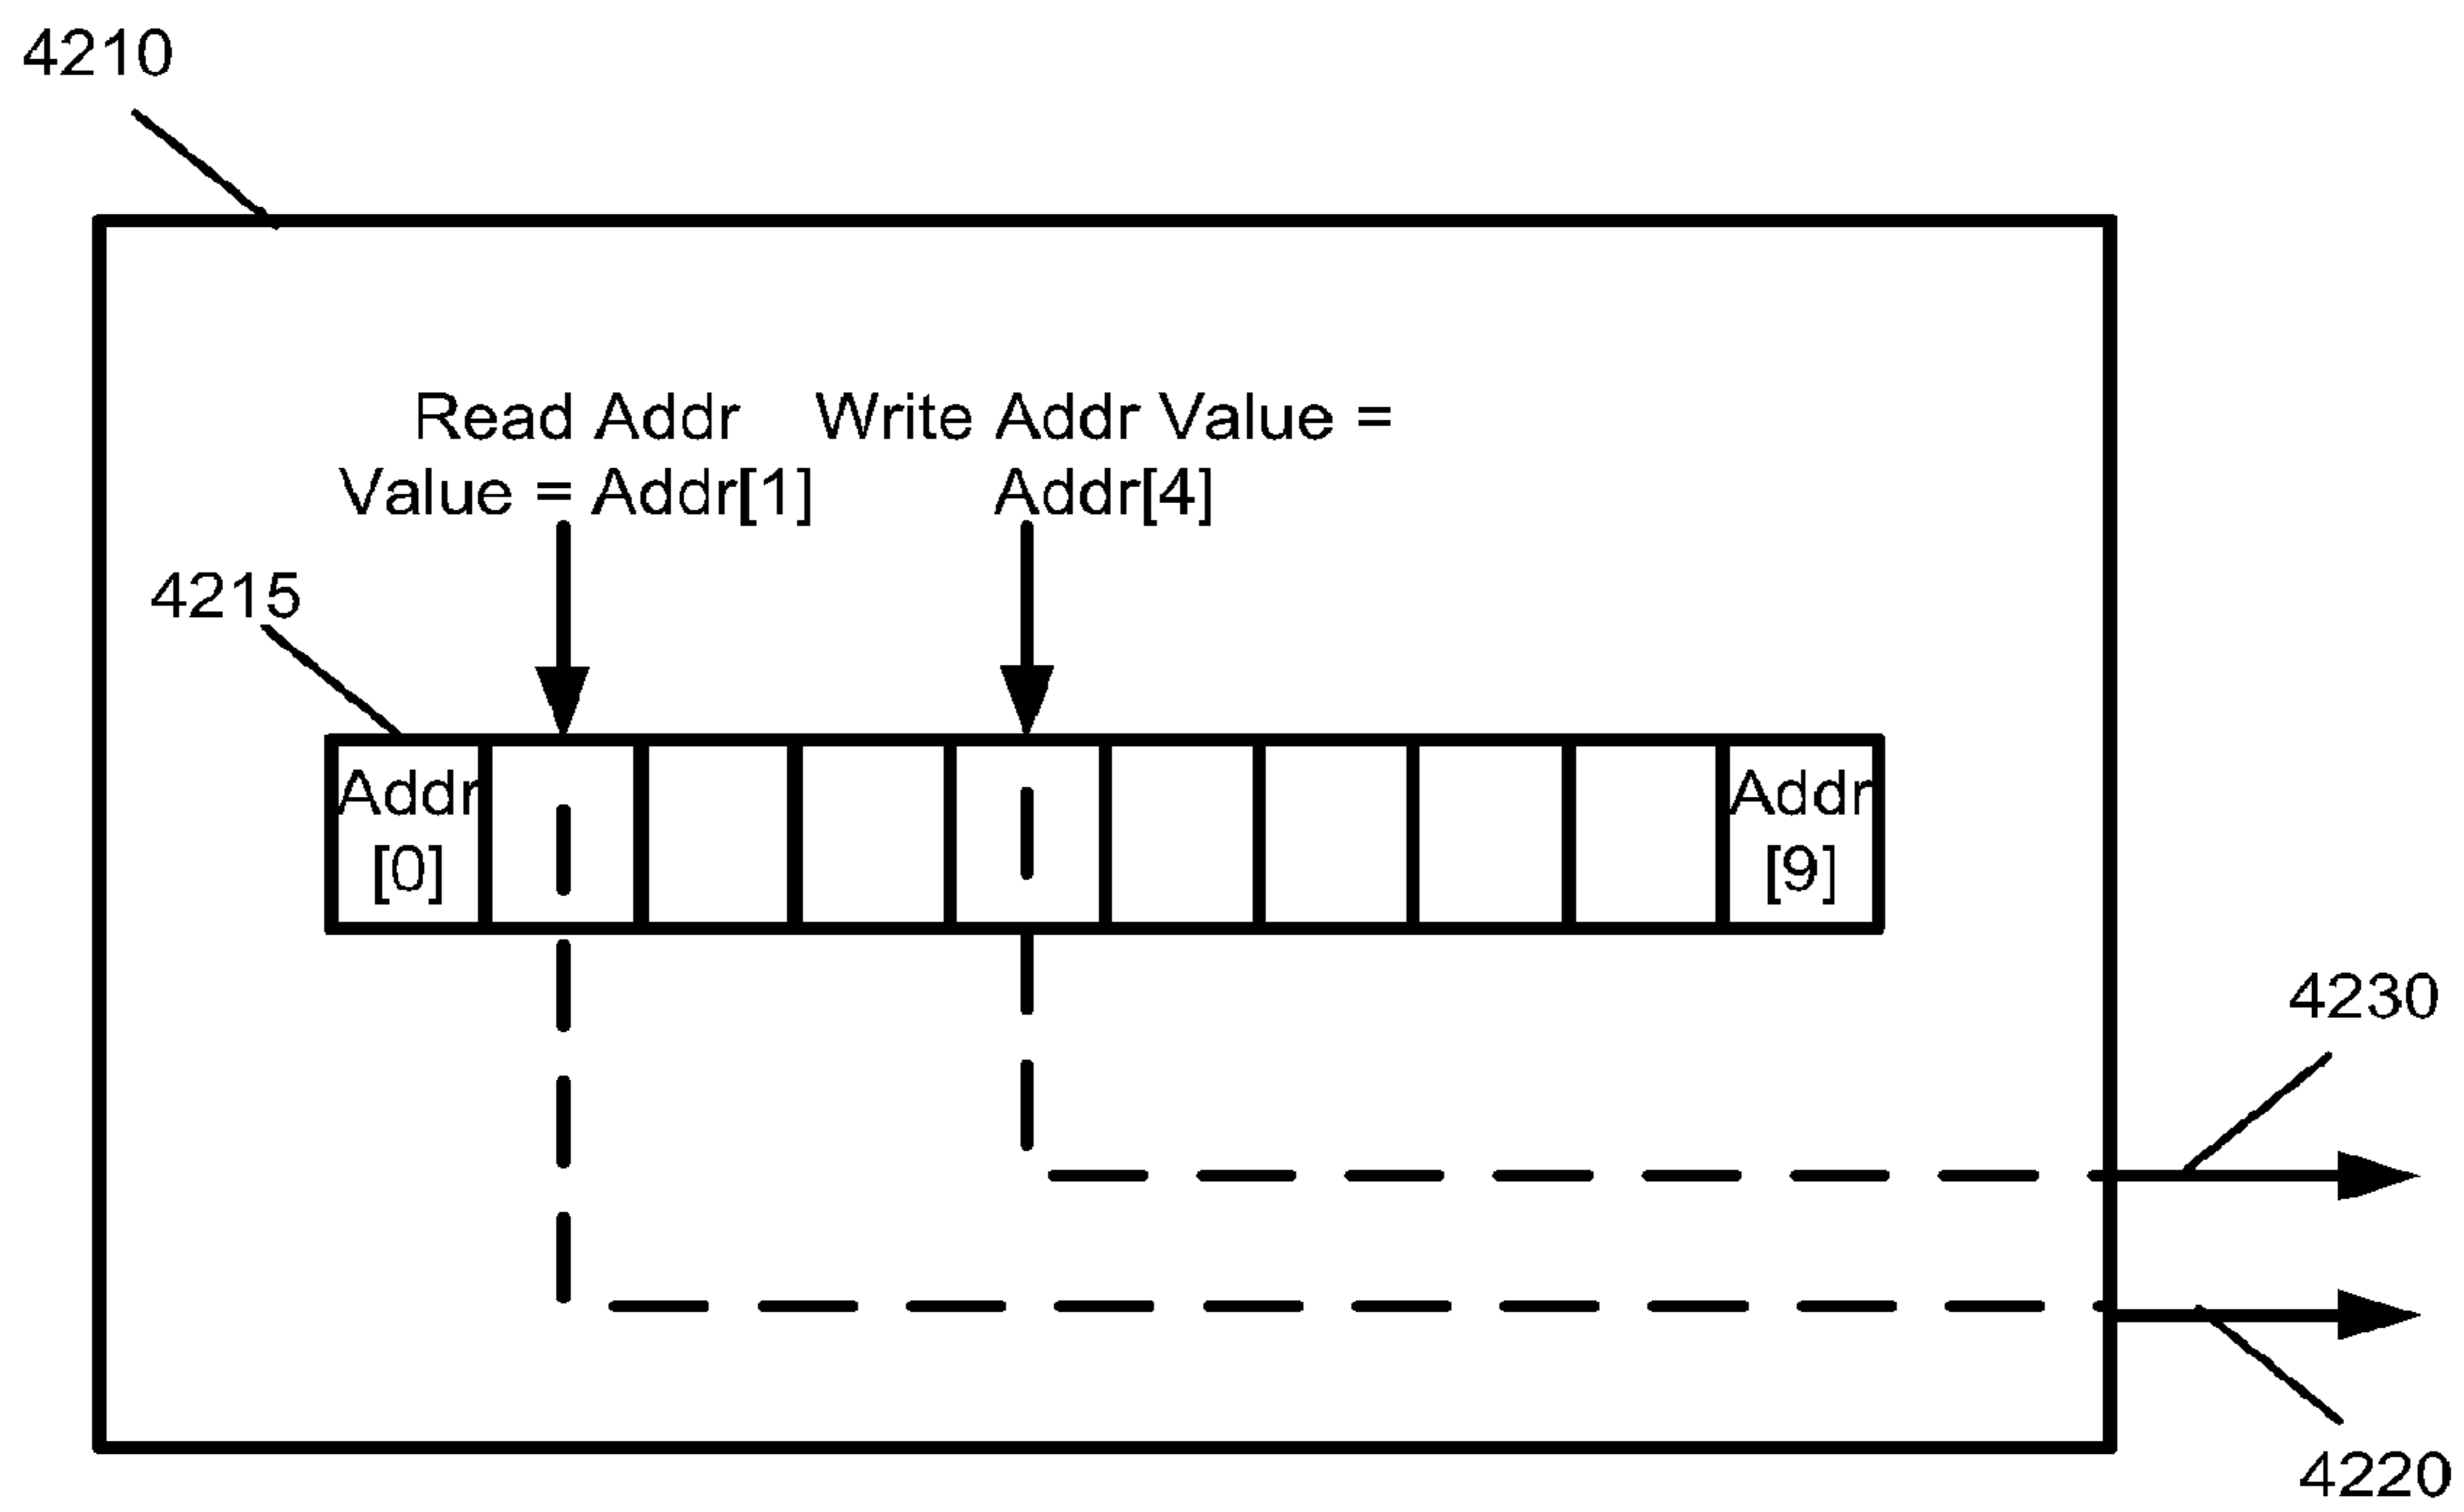 4210
Read Addr
Value = Addr[1]
Write Addr Value =
Addr[4]
4215
Addr
[0]
Addr
[9]
4230
4220